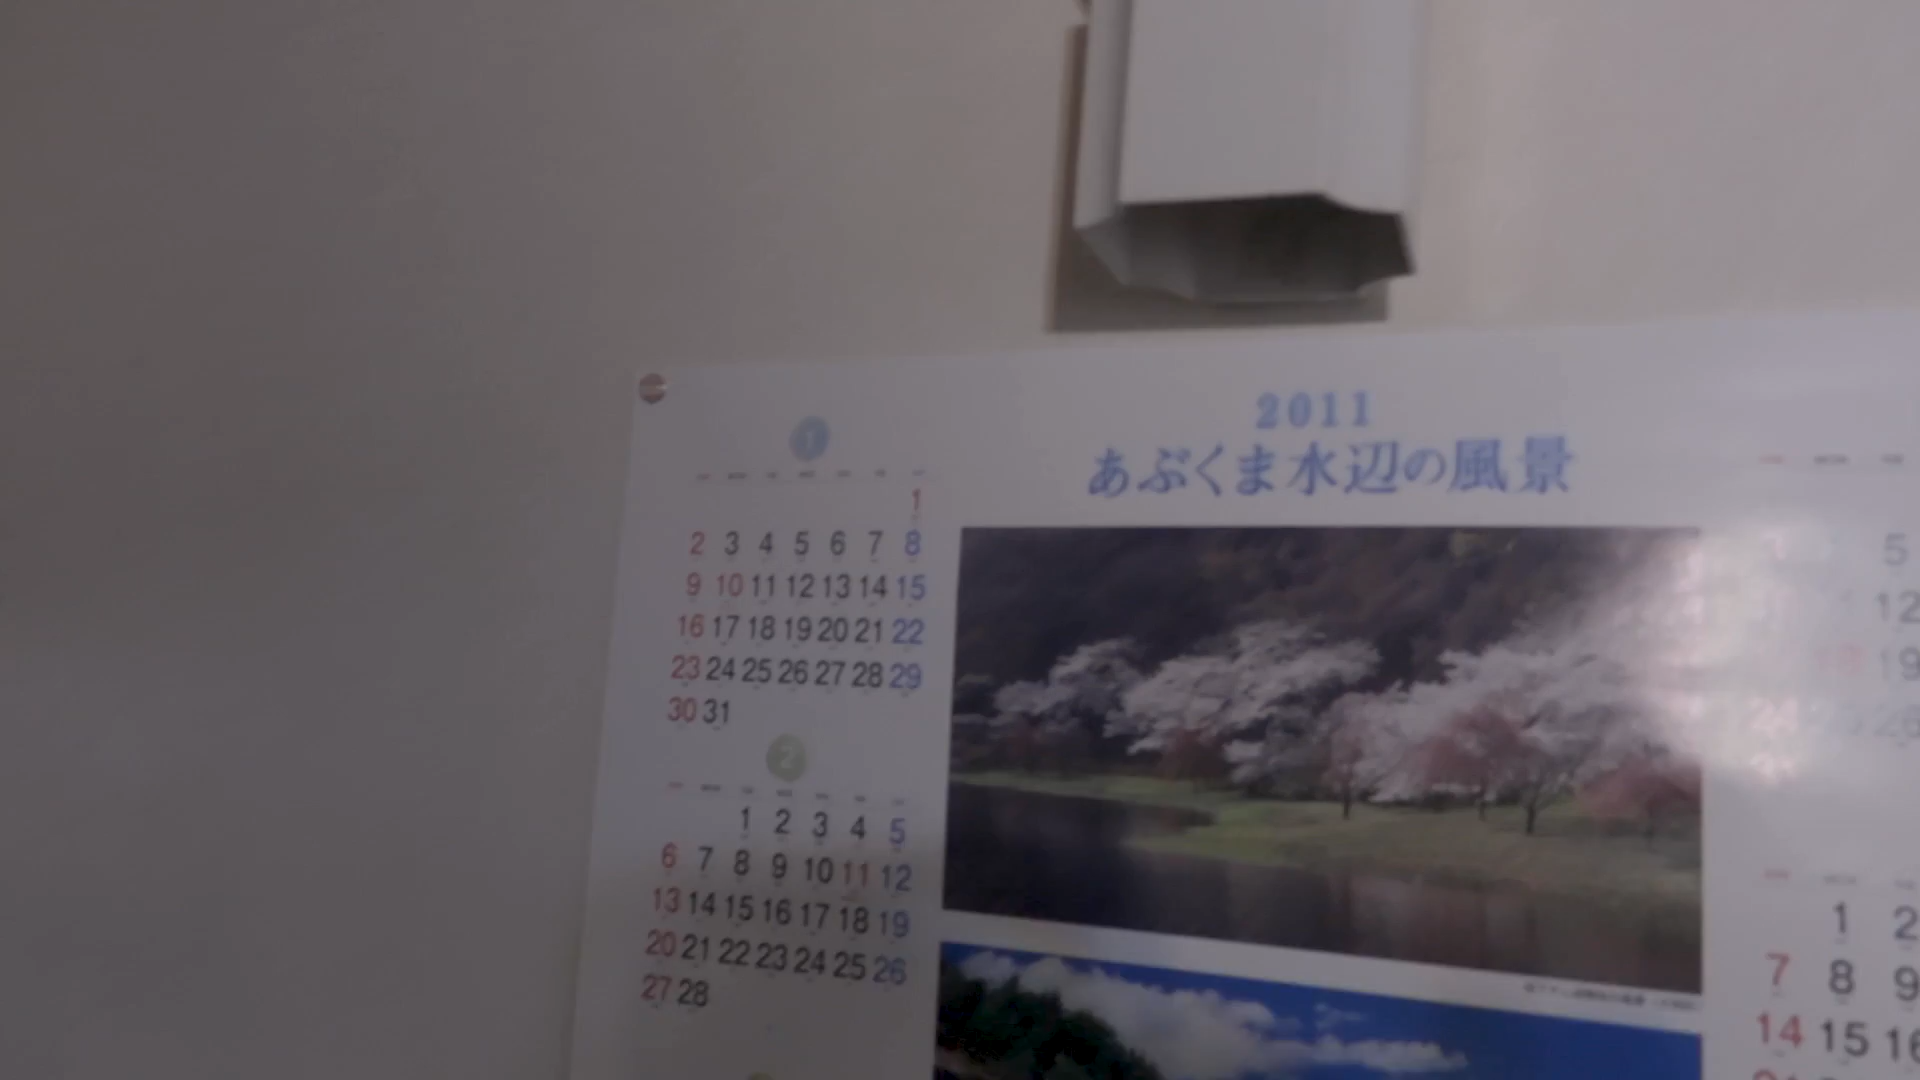 2011
あぶくま水辺の風景
1
1
2 3 4 5 6 7 8
9 10 11 12 13 14 15
16 17 18 19 20 21 22
23 24 25 26 27 28 29
30 31
2
1 2 3 4 5
6 7 8 9 10 11 12
13 14 15 16 17 18 19
20 21 22 23 24 25 26
27 28
5
12
19
24
31
1 2
7 8 9
14 15 16